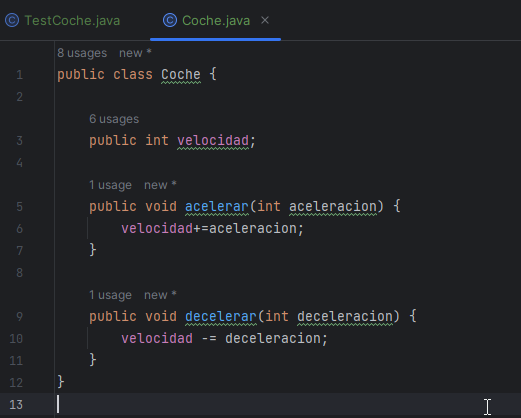 TestCoche.java Coche.java
8 usages new *
1 public class Coche {
2
6 usages
3 public int velocidad;
4
1 usage new *
5 public void acelerar(int aceleracion) {
6 velocidad+=aceleracion;
7 }
8
1 usage new *
9 public void decelerar(int deceleracion) {
10 velocidad -= deceleracion;
11 }
12 }
13